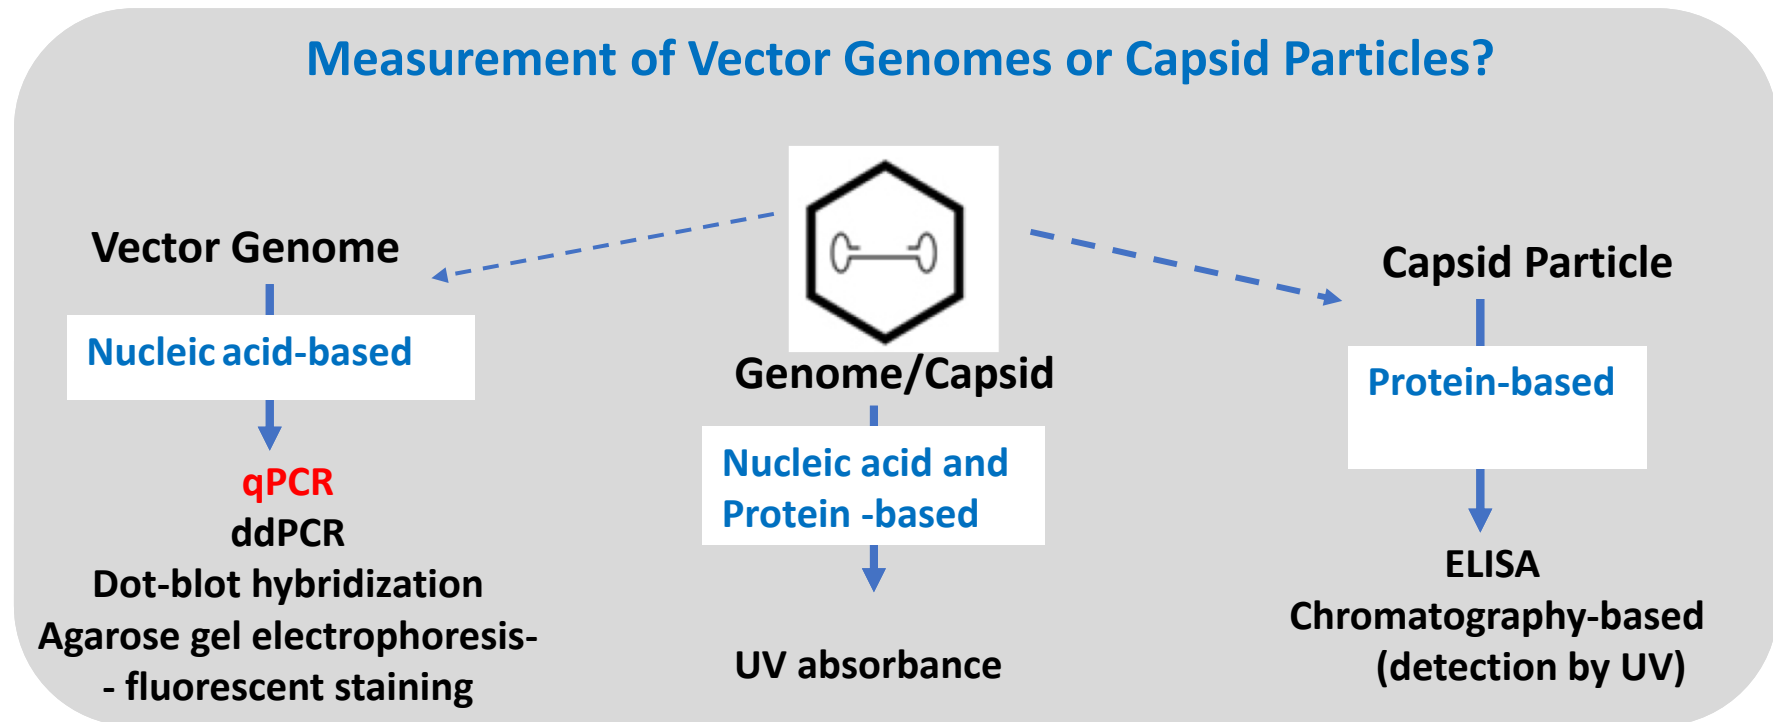 Measurement of Vector Genomes or Capsid Particles?
Vector Genome
Nucleic acid-based
qPCR
ddPCR
Dot-blot hybridization
Agarose gel electrophoresis-
- fluorescent staining
Genome/Capsid
Nucleic acid and
Protein -based
UV absorbance
Capsid Particle
Protein-based
ELISA
Chromatography-based
(detection by UV)